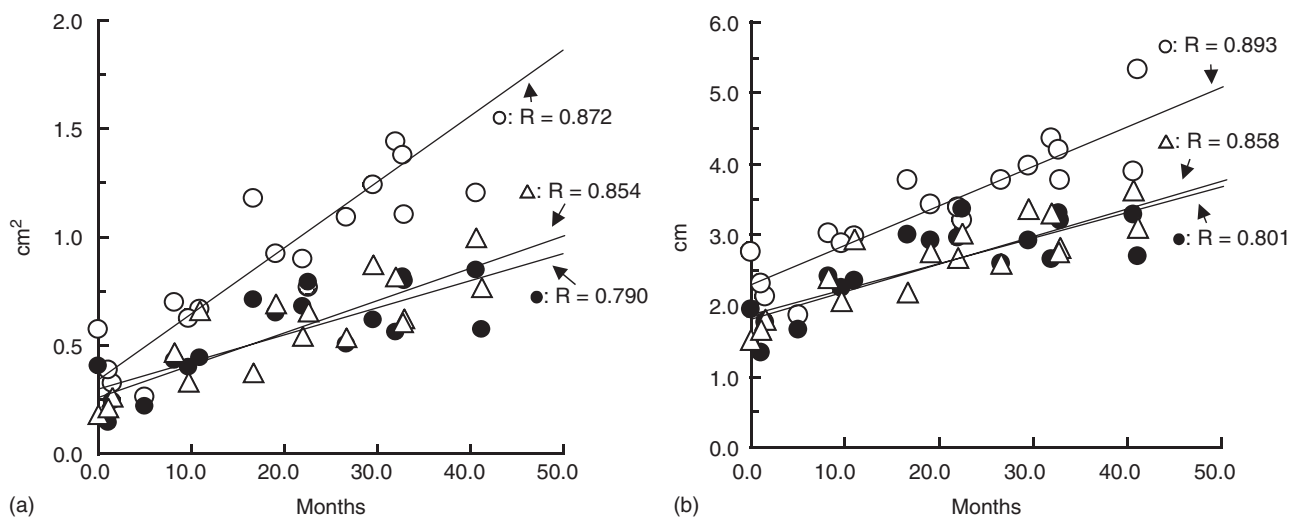 2.0
1.5
1.0
0.5
0.0
cm²
0.0 10.0 20.0 30.0 40.0 50.0
Months
(a)
○: R = 0.872
△: R = 0.854
●: R = 0.790
6.0
5.0
4.0
3.0
2.0
1.0
0.0
cm
0.0 10.0 20.0 30.0 40.0 50.0
Months
(b)
○: R = 0.893
△: R = 0.858
●: R = 0.801